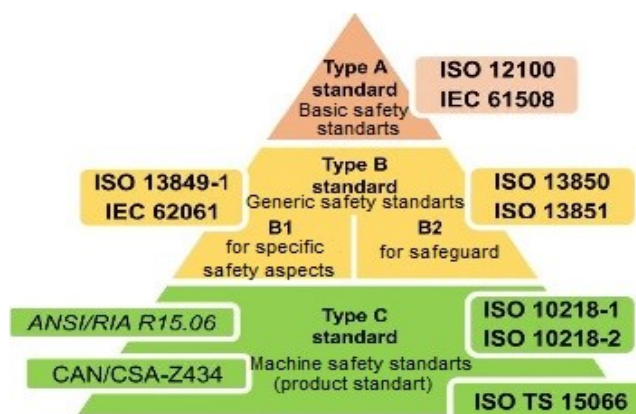 Type A
standard
Basic safety
standarts
ISO 12100
IEC 61508
ISO 13849-1
IEC 62061
Type B
standard
Generic safety standarts
ISO 13850
ISO 13851
B1
for specific
safety aspects
B2
for safeguard
ANSI/RIA R15.06
CAN/CSA-Z434
Type C
standard
Machine safety standarts
(product standart)
ISO 10218-1
ISO 10218-2
ISO TS 15066